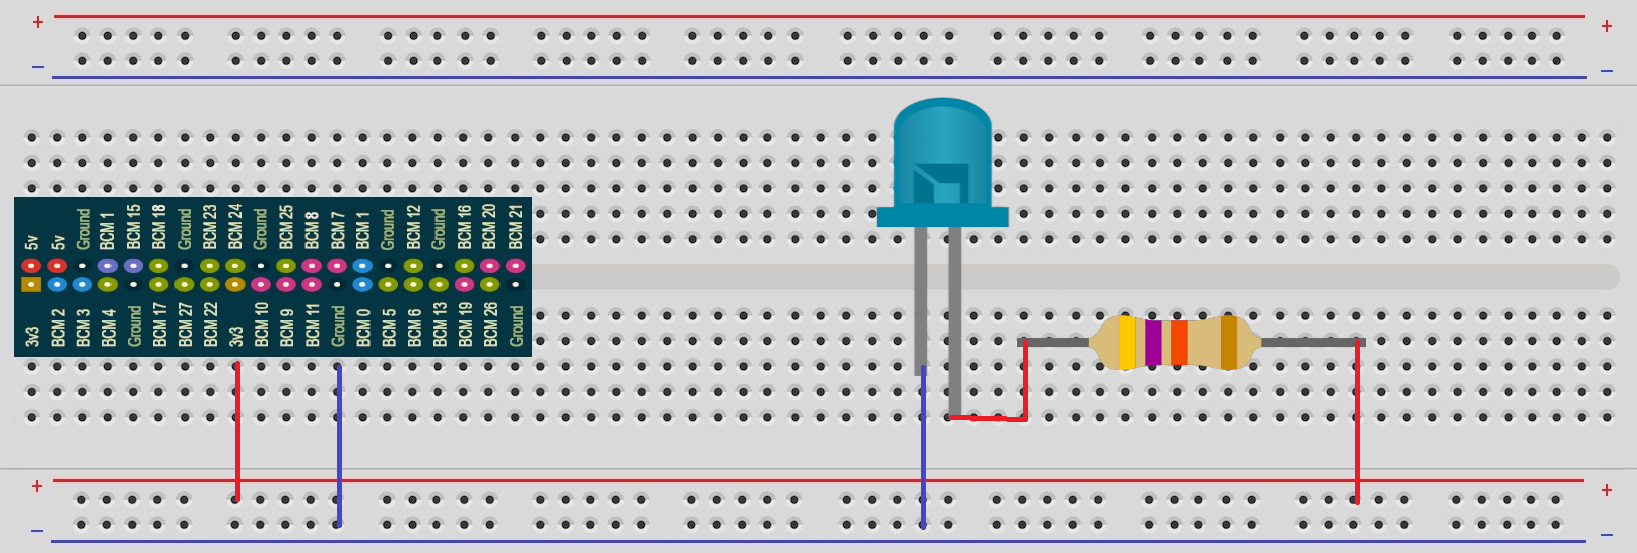 + +
– –
5v 5v Ground BCM 1 BCM 15 BCM 18 Ground BCM 23 BCM 24 Ground BCM 25 BCM 8 BCM 7 BCM 1 Ground BCM 12 Ground BCM 16 BCM 20 BCM 21
3v3 BCM 2 BCM 3 BCM 4 Ground BCM 17 BCM 27 BCM 22 3v3 BCM 10 BCM 9 BCM 11 Ground BCM 0 BCM 5 BCM 6 BCM 13 BCM 19 BCM 26 Ground
+ +
– –